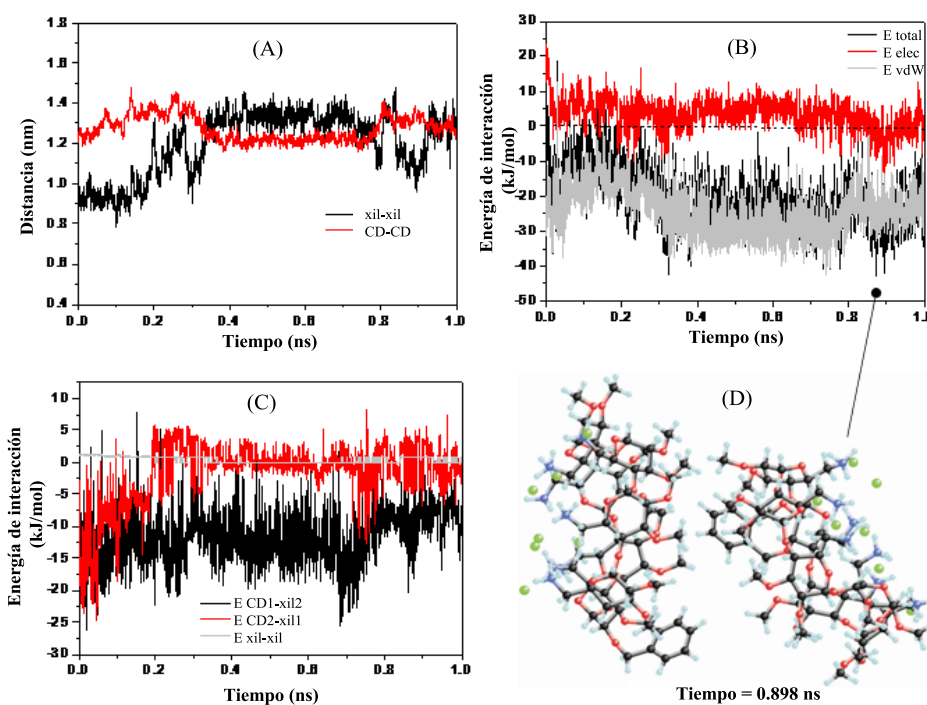 (A)
1.8
1.6
1.4
1.2
1.0
0.8
0.6
0.4
Distancia (nm)
xil-xil
CD-CD
0.0 0.2 0.4 0.6 0.8 1.0
Tiempo (ns)
(B)
30
20
10
0
-10
-20
-30
-40
-50
Energía de interacción
(kJ/mol)
E total
E elec
E vdW
0.0 0.2 0.4 0.6 0.8 1.0
Tiempo (ns)
(C)
10
5
0
-5
-10
-15
-20
-25
-30
Energía de interacción
(kJ/mol)
E CD1-xil2
E CD2-xil1
E xil-xil
0.0 0.2 0.4 0.6 0.8 1.0
Tiempo (ns)
(D)
Tiempo = 0.898 ns